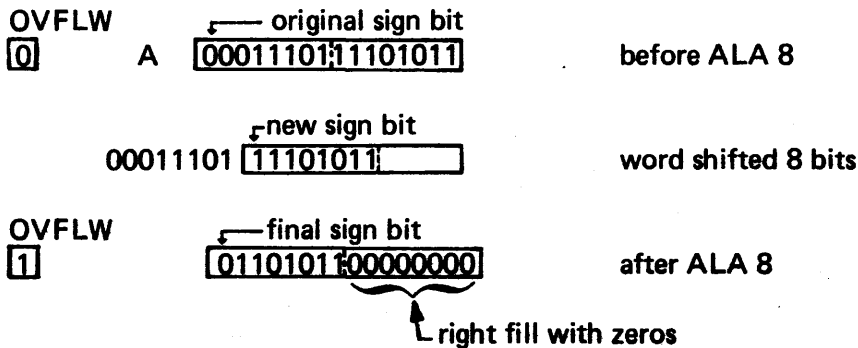 OVFLW original sign bit
0 A 00011101 11101011 before ALA 8
new sign bit
00011101 11101011 word shifted 8 bits
OVFLW final sign bit
1 01101011 00000000 after ALA 8
right fill with zeros